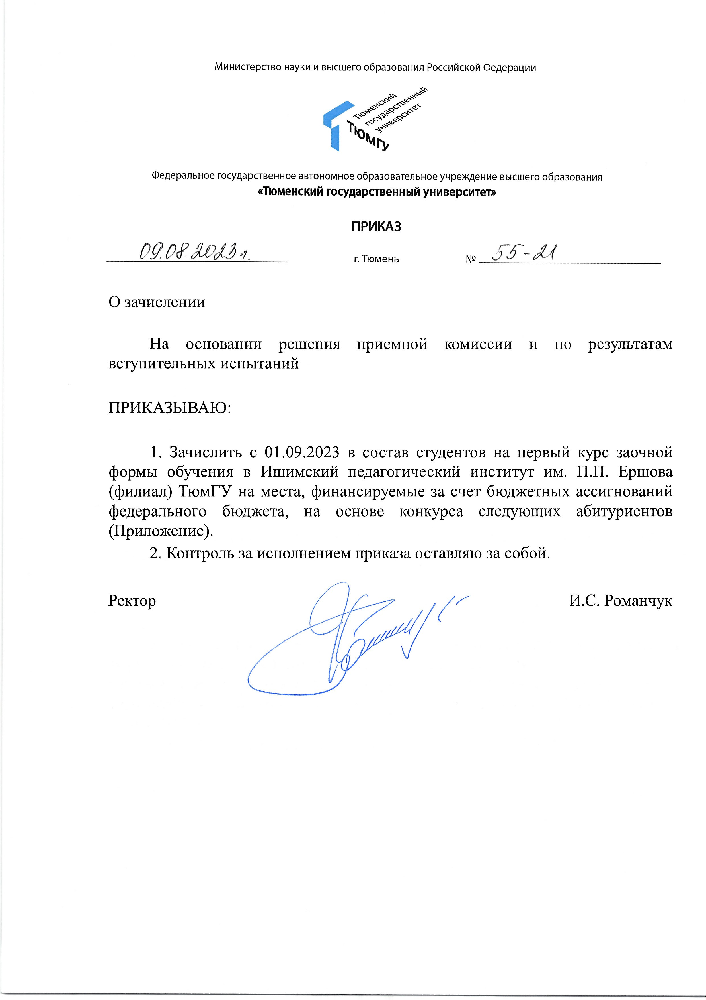 Министерство науки и высшего образования Российской Федерации
Тюменский
государственный
университет
ТЮМГУ
Федеральное государственное автономное образовательное учреждение высшего образования
«Тюменский государственный университет»
ПРИКАЗ
09.08.2023 г. г. Тюмень № 55-21
О зачислении
На основании решения приемной комиссии и по результатам
вступительных испытаний
ПРИКАЗЫВАЮ:
1. Зачислить с 01.09.2023 в состав студентов на первый курс заочной
формы обучения в Ишимский педагогический институт им. П.П. Ершова
(филиал) ТюмГУ на места, финансируемые за счет бюджетных ассигнований
федерального бюджета, на основе конкурса следующих абитуриентов
(Приложение).
2. Контроль за исполнением приказа оставляю за собой.
Ректор И.С. Романчук